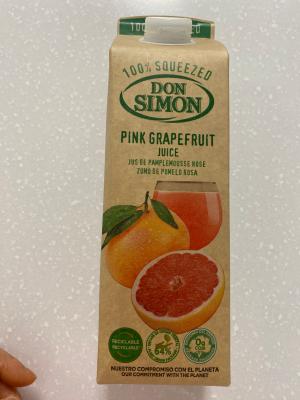 100% SQUEEZED
DON
SIMON
PINK GRAPEFRUIT
JUICE
JUS DE PAMPLEMOUSSE ROSE
ZUMO DE POMELO ROSA
RECICLABLE
RECYCLABLE
64%
0g
NUESTRO COMPROMISO CON EL PLANETA
OUR COMMITMENT WITH THE PLANET